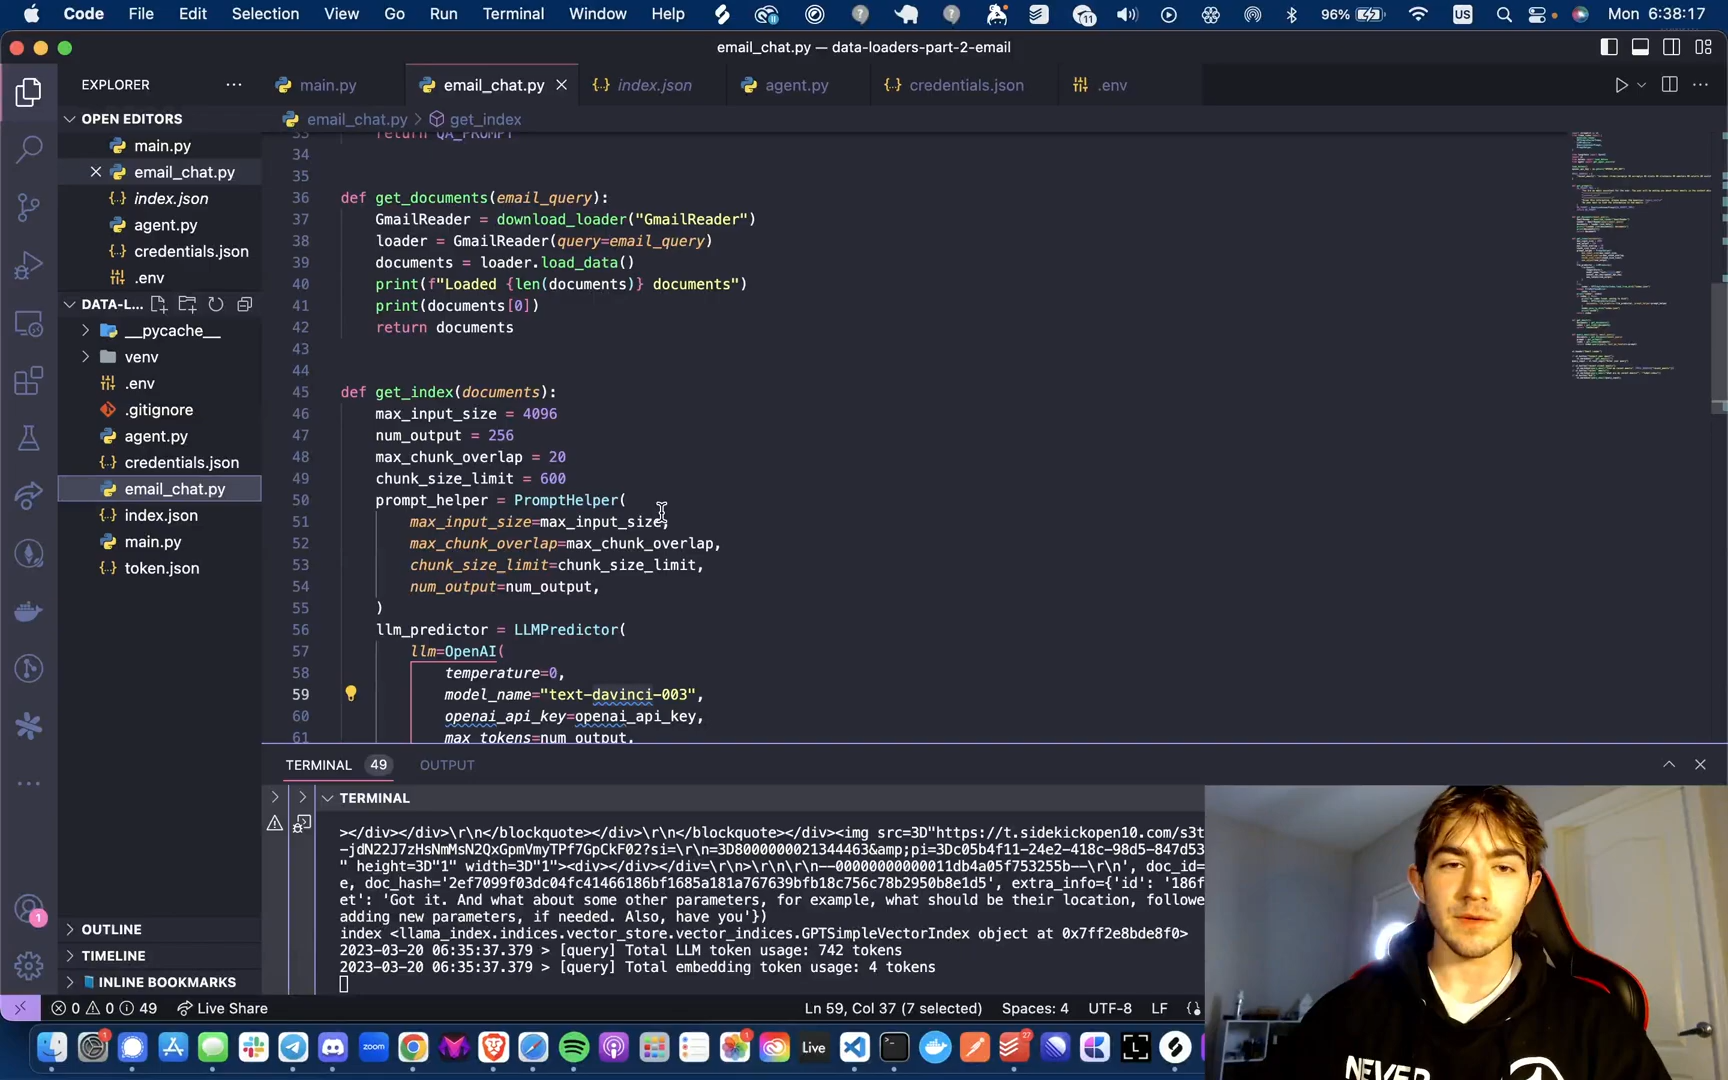 Code File Edit Selection View Go Run Terminal Window Help 11 96% US Mon 6:38:17
email_chat.py — data-loaders-part-2-email
EXPLORER
main.py email_chat.py index.json agent.py credentials.json .env
email_chat.py > get_index
OPEN EDITORS
main.py
email_chat.py
index.json
agent.py
credentials.json
.env
DATA-L...
__pycache__
venv
.env
.gitignore
agent.py
credentials.json
email_chat.py
index.json
main.py
token.json
OUTLINE
TIMELINE
INLINE BOOKMARKS
33 return QA_PROMPT
34
35
36 def get_documents(email_query):
37 GmailReader = download_loader("GmailReader")
38 loader = GmailReader(query=email_query)
39 documents = loader.load_data()
40 print(f"Loaded {len(documents)} documents")
41 print(documents[0])
42 return documents
43
44
45 def get_index(documents):
46 max_input_size = 4096
47 num_output = 256
48 max_chunk_overlap = 20
49 chunk_size_limit = 600
50 prompt_helper = PromptHelper(
51 max_input_size=max_input_size,
52 max_chunk_overlap=max_chunk_overlap,
53 chunk_size_limit=chunk_size_limit,
54 num_output=num_output,
55 )
56 llm_predictor = LLMPredictor(
57 llm=OpenAI(
58 temperature=0,
59 model_name="text-davinci-003",
60 openai_api_key=openai_api_key,
61 max_tokens=num_output,
TERMINAL 49 OUTPUT
TERMINAL
></div></div>\r\n</blockquote></div>\r\n</blockquote></div><img src=3D"https://t.sidekickopen10.com/s3t
-jdN22J7zHsNmMsN2QxGpmVmyTPf7GpCkF02?si=\r\n=3D8000000021344463&amp;pi=3Dc05b4f11-24e2-418c-98d5-847d53
" height=3D"1" width=3D"1"><div></div></div>\r\n>\r\n\r\n--00000000000011db4a05f753255b--\r\n', doc_id=
e, doc_hash='2ef7099f03dc04fc41466186bf1685a181a767639bfb18c756c78b2950b8e1d5', extra_info={'id': '186f
et': 'Got it. And what about some other parameters, for example, what should be their location, followe
adding new parameters, if needed. Also, have you'})
index <llama_index.indices.vector_store.vector_indices.GPTSimpleVectorIndex object at 0x7ff2e8bde8f0>
2023-03-20 06:35:37.379 > [query] Total LLM token usage: 742 tokens
2023-03-20 06:35:37.379 > [query] Total embedding token usage: 4 tokens
0 0 49 Live Share Ln 59, Col 37 (7 selected) Spaces: 4 UTF-8 LF {}
zoom Live
NEVER